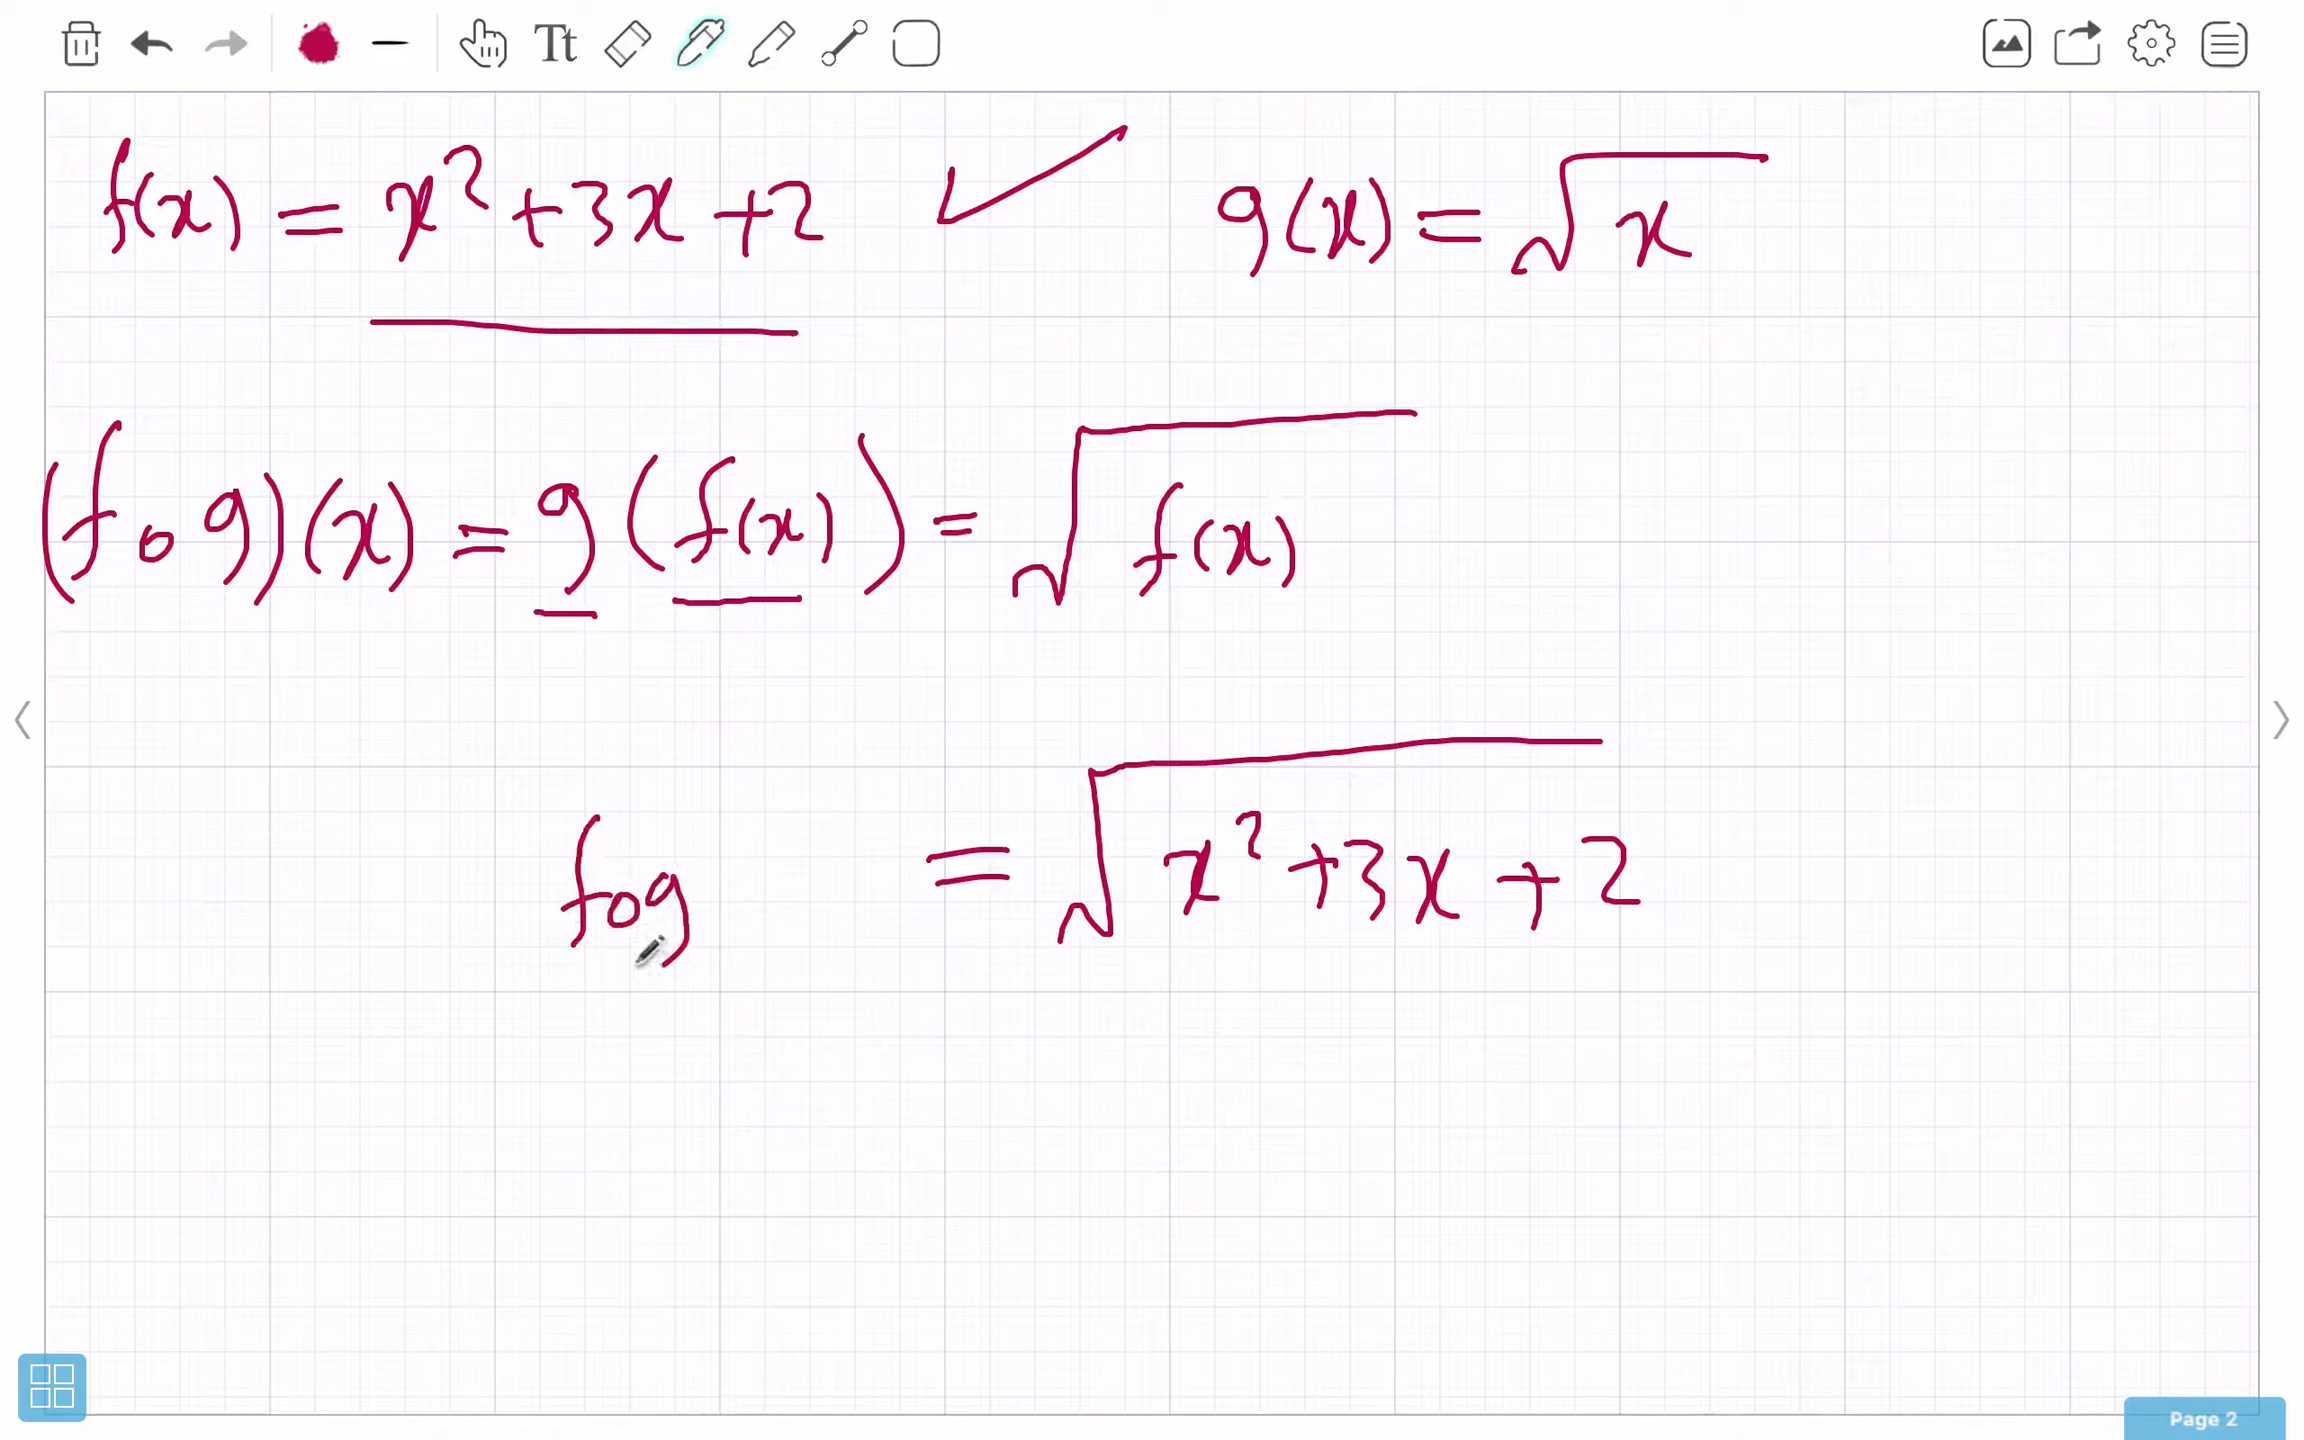 Tt
f(x) = x² + 3x + 2 ✓ g(x) = √x
(f o g)(x) = g(f(x)) = √f(x)
fog = √x² + 3x + 2
Page 2